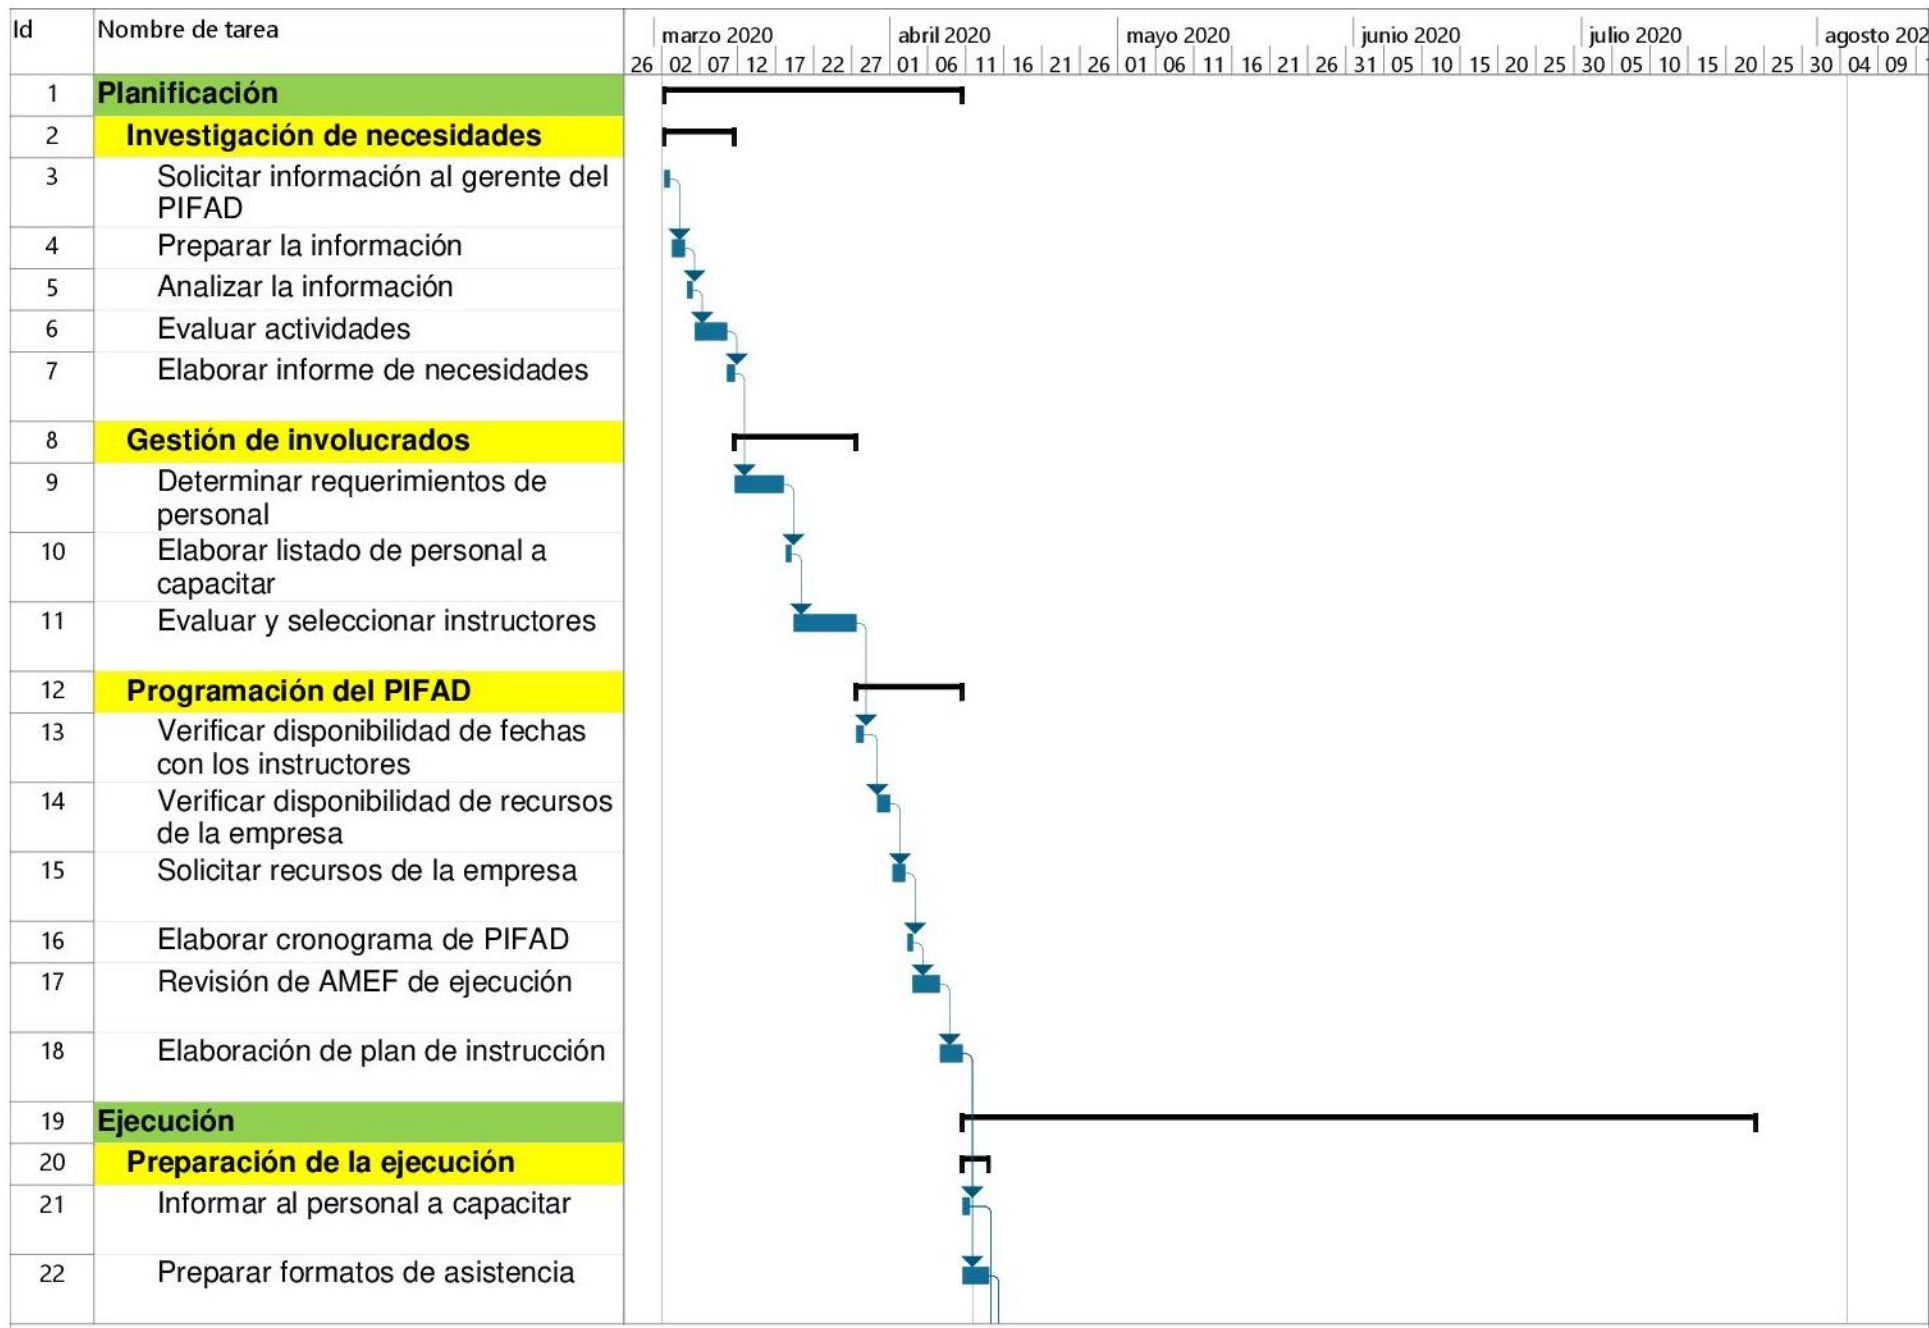 Id Nombre de tarea
marzo 2020 abril 2020 mayo 2020 junio 2020 julio 2020 agosto 202
26 02 07 12 17 22 27 01 06 11 16 21 26 01 06 11 16 21 26 31 05 10 15 20 25 30 05 10 15 20 25 30 04 09
1 Planificación
2 Investigación de necesidades
3 Solicitar información al gerente del
PIFAD
4 Preparar la información
5 Analizar la información
6 Evaluar actividades
7 Elaborar informe de necesidades
8 Gestión de involucrados
9 Determinar requerimientos de
personal
10 Elaborar listado de personal a
capacitar
11 Evaluar y seleccionar instructores
12 Programación del PIFAD
13 Verificar disponibilidad de fechas
con los instructores
14 Verificar disponibilidad de recursos
de la empresa
15 Solicitar recursos de la empresa
16 Elaborar cronograma de PIFAD
17 Revisión de AMEF de ejecución
18 Elaboración de plan de instrucción
19 Ejecución
20 Preparación de la ejecución
21 Informar al personal a capacitar
22 Preparar formatos de asistencia